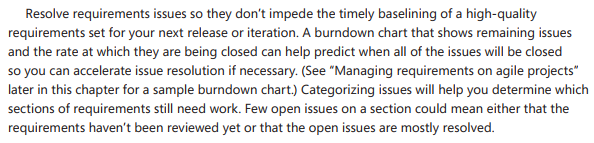 Resolve requirements issues so they don't impede the timely baselining of a high-quality
requirements set for your next release or iteration. A burndown chart that shows remaining issues
and the rate at which they are being closed can help predict when all of the issues will be closed
so you can accelerate issue resolution if necessary. (See "Managing requirements on agile projects"
later in this chapter for a sample burndown chart.) Categorizing issues will help you determine which
sections of requirements still need work. Few open issues on a section could mean either that the
requirements haven't been reviewed yet or that the open issues are mostly resolved.